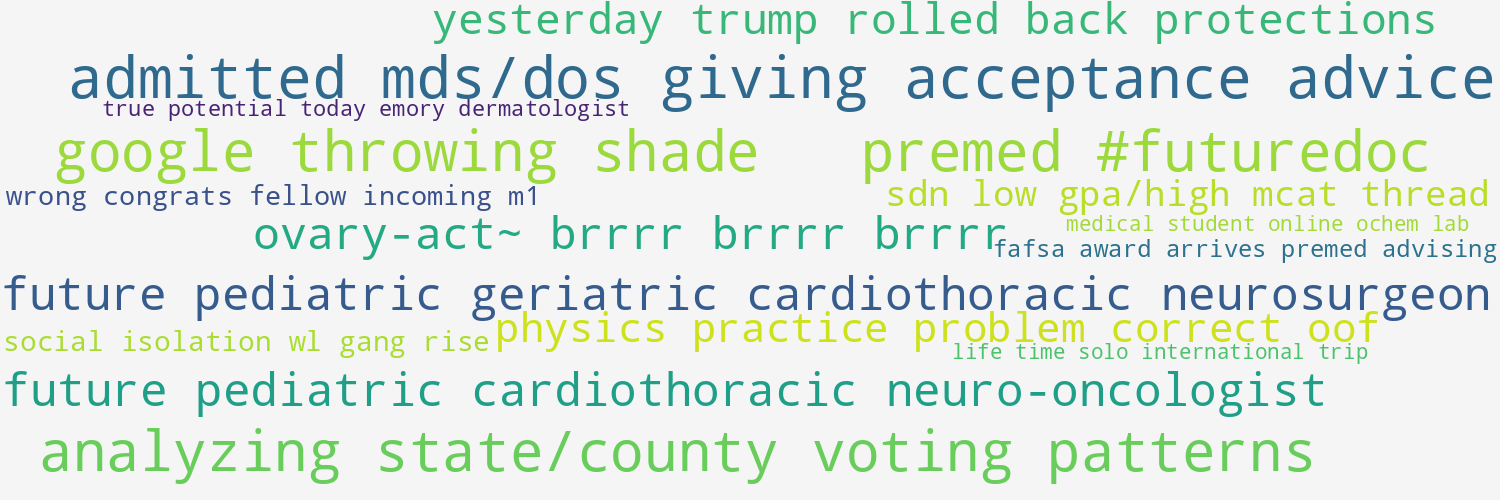 yesterday trump rolled back protections
admitted mds/dos giving acceptance advice
true potential today emory dermatologist
google throwing shade
premed #futuredoc
wrong congrats fellow incoming m1
sdn low gpa/high mcat thread
ovary-act~ brrrr brrrr brrrr
medical student online ochem lab
fafsa award arrives premed advising
future pediatric geriatric cardiothoracic neurosurgeon
social isolation wl gang rise
physics practice problem correct oof
life time solo international trip
future pediatric cardiothoracic neuro-oncologist
analyzing state/county voting patterns